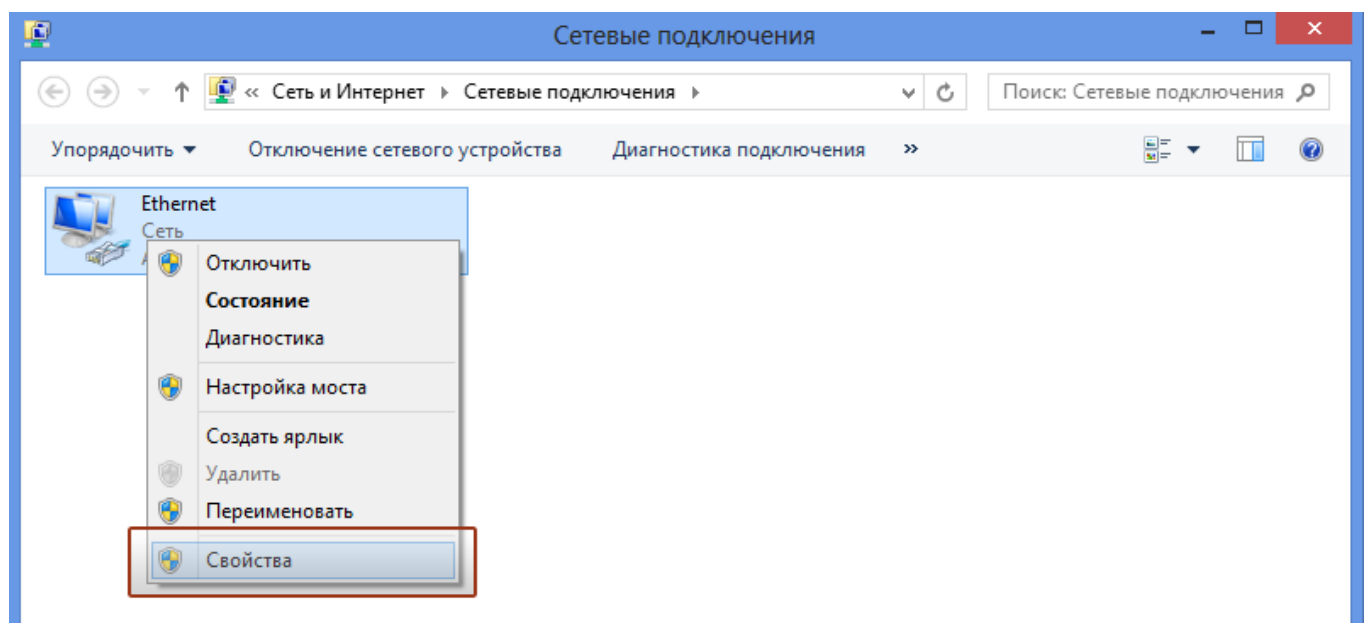 Сетевые подключения
« Сеть и Интернет Сетевые подключения Поиск: Сетевые подключения
Упорядочить Отключение сетевого устройства Диагностика подключения »
Ethernet
Сеть
Отключить
Состояние
Диагностика
Настройка моста
Создать ярлык
Удалить
Переименовать
Свойства